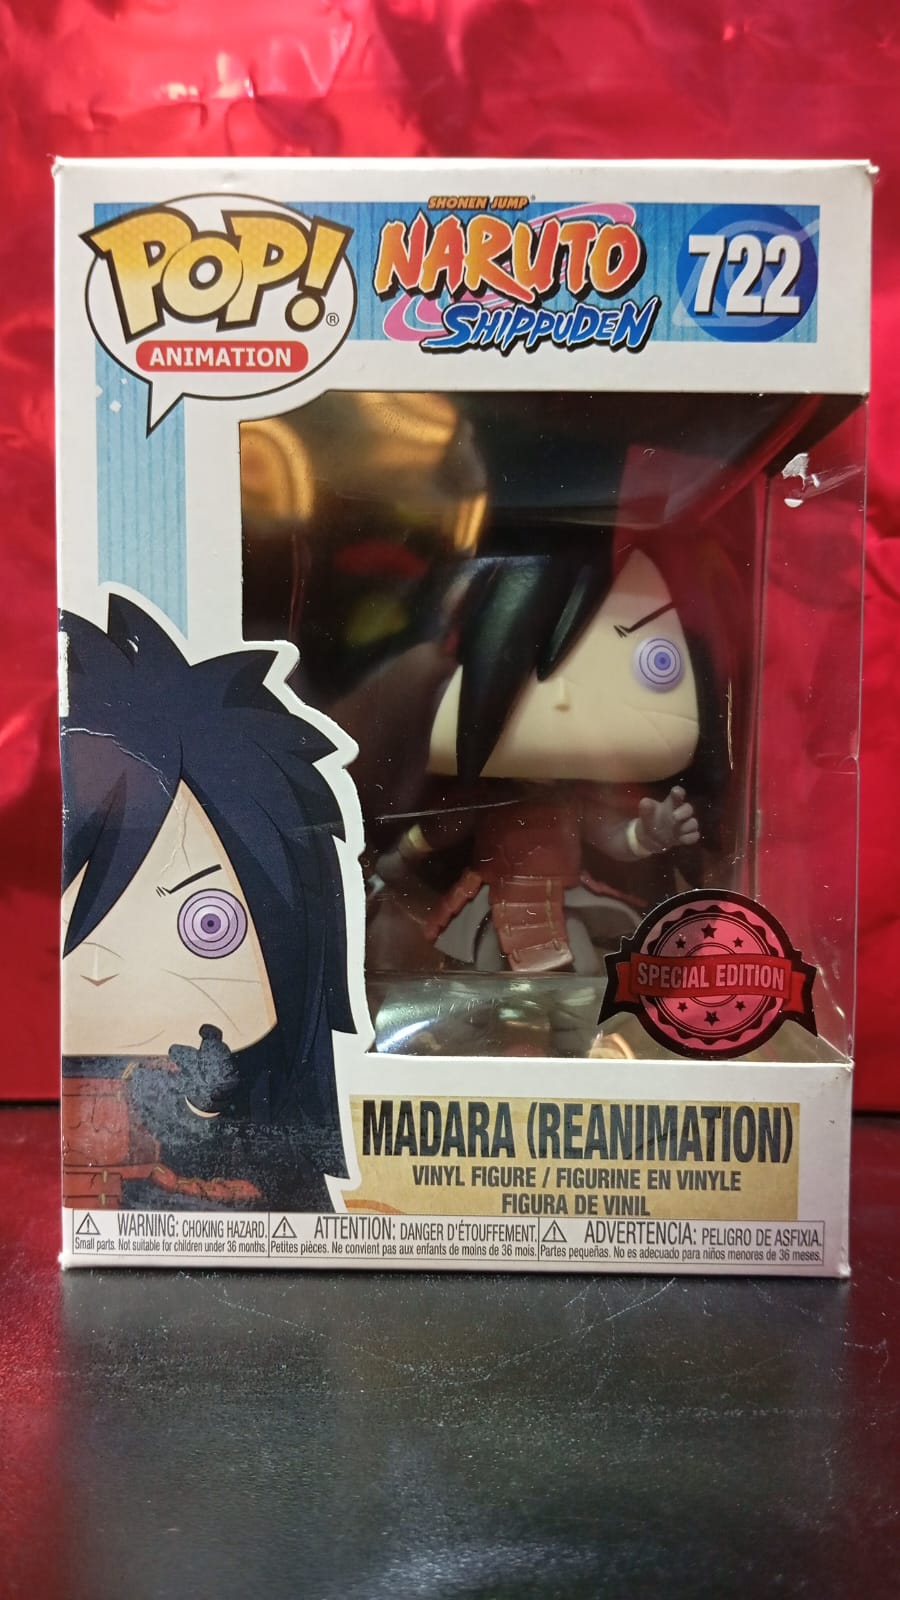 POP!®
ANIMATION
SHONEN JUMP
NARUTO
SHIPPUDEN
722
SPECIAL EDITION
MADARA (REANIMATION)
VINYL FIGURE / FIGURINE EN VINYLE
FIGURA DE VINIL
WARNING: CHOKING HAZARD.
Small parts. Not suitable for children under 36 months.
ATTENTION: DANGER D'ÉTOUFFEMENT.
Petites pièces. Ne convient pas aux enfants de moins de 36 mois.
ADVERTENCIA: PELIGRO DE ASFIXIA.
Partes pequeñas. No es adecuado para niños menores de 36 meses.